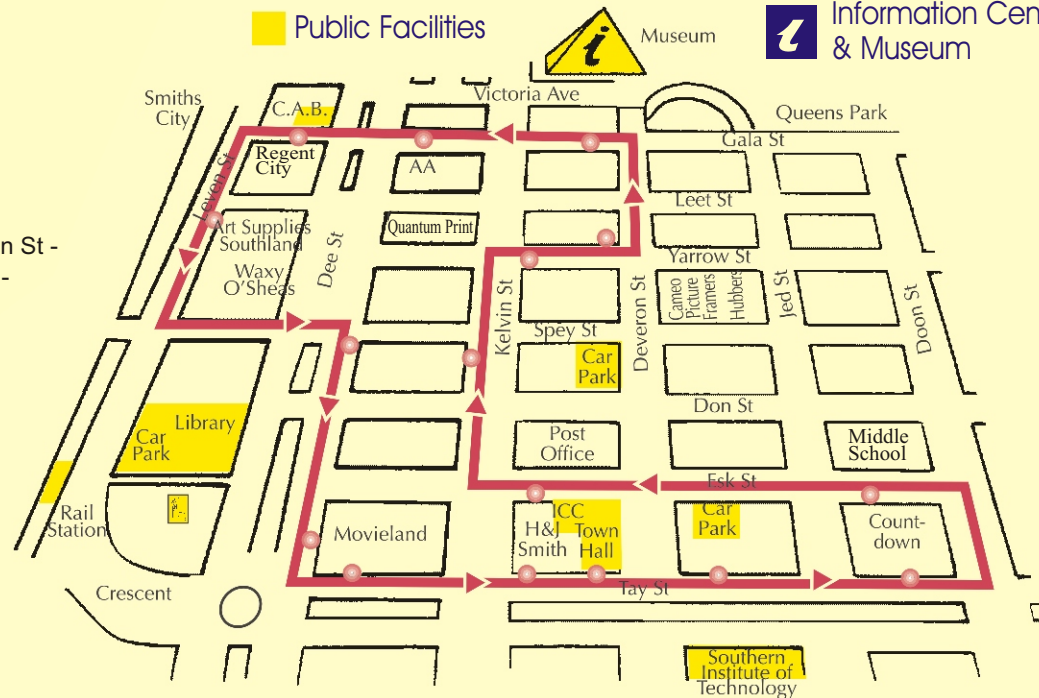 Public Facilities
i
Information Cen
& Museum
i
Museum
Smiths
City
C.A.B.
Victoria Ave
Queens Park
Gala St
Regent
City
AA
Leven St
Leet St
Art Supplies
Southland
Quantum Print
n St -
-
Waxy
O'Sheas
Dee St
Yarrow St
Kelvin St
Deveron St
Cameo
Picture
Framers
Hubbers
Jed St
Doon St
Spey St
Car
Park
Don St
Library
Car
Park
Post
Office
Middle
School
Esk St
Rail
Station
Movieland
H&J
Smith
ICC
Town
Hall
Car
Park
Count-
down
Tay St
Crescent
Southern
Institute of
Technology